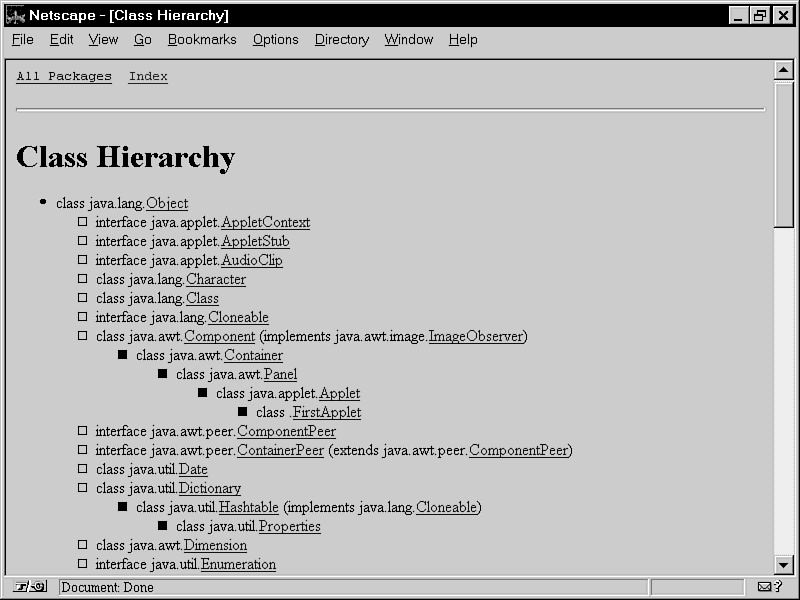 Netscape - [Class Hierarchy]
File Edit View Go Bookmarks Options Directory Window Help
All Packages Index
Class Hierarchy
class java.lang.Object
interface java.applet.AppletContext
interface java.applet.AppletStub
interface java.applet.AudioClip
class java.lang.Character
class java.lang.Class
interface java.lang.Cloneable
class java.awt.Component (implements java.awt.image.ImageObserver)
class java.awt.Container
class java.awt.Panel
class java.applet.Applet
class .FirstApplet
interface java.awt.peer.ComponentPeer
interface java.awt.peer.ContainerPeer (extends java.awt.peer.ComponentPeer)
class java.util.Date
class java.util.Dictionary
class java.util.Hashtable (implements java.lang.Cloneable)
class java.util.Properties
class java.awt.Dimension
interface java.util.Enumeration
Document: Done
?